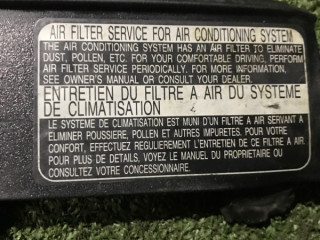 AIR FILTER SERVICE FOR AIR CONDITIONING SYSTEM
THE AIR CONDITIONING SYSTEM HAS AN AIR FILTER TO ELIMINATE
DUST, POLLEN, ETC. FOR YOUR COMFORTABLE DRIVING, PERFORM
AIR FILTER SERVICE PERIODICALLY. FOR MORE INFORMATION,
SEE OWNER'S MANUAL OR CONSULT YOUR DEALER.
ENTRETIEN DU FILTRE A AIR DU SYSTEME
DE CLIMATISATION
LE SYSTEME DE CLIMATISATION EST MUNI D'UN FILTRE A AIR SERVANT A
ELIMINER POUSSIERE, POLLEN ET AUTRES IMPURETES. POUR VOTRE
CONFORT, EFFECTUEZ REGULIEREMENT L'ENTRETIEN DE CE FILTRE A AIR.
POUR PLUS DE DETAILS, VOYEZ LE MANUEL DU PROPRIETAIRE OU
CONSULTEZ VOTRE CONCESSIONNAIRE.